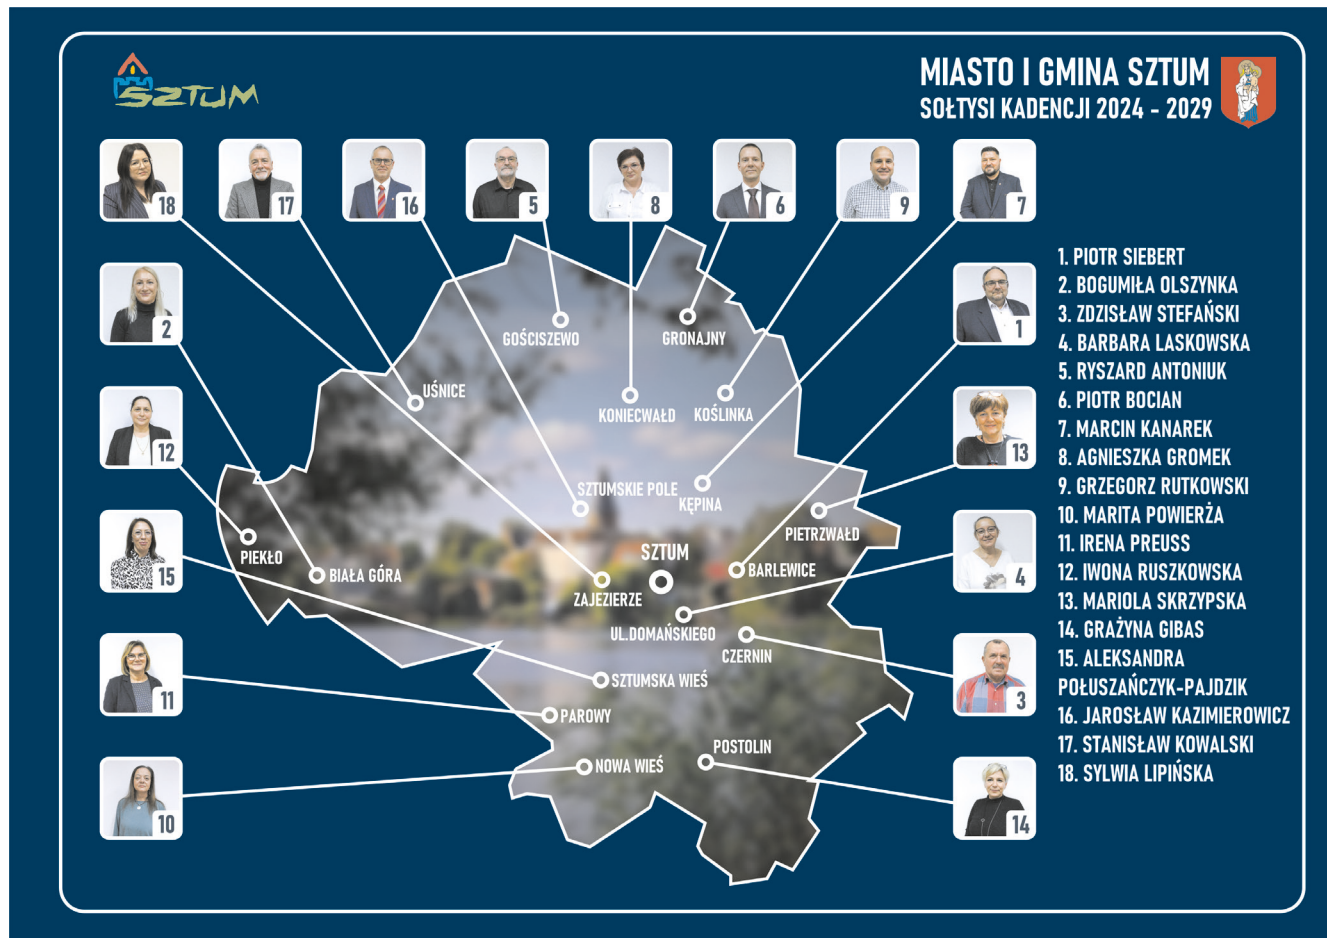 SZTUM
MIASTO I GMINA SZTUM
SOŁTYSI KADENCJI 2024 - 2029
18
17
16
5
8
6
9
7
2
1
12
13
15
4
11
3
10
14
GOŚCISZEWO
GRONAJNY
UŚNICE
KONIECWAŁD
KOŚLINKA
SZTUMSKIE POLE
KĘPINA
PIETRZWAŁD
PIEKŁO
BIAŁA GÓRA
SZTUM
BARLEWICE
ZAJEZIERZE
UL.DOMAŃSKIEGO
CZERNIN
SZTUMSKA WIEŚ
PAROWY
POSTOLIN
NOWA WIEŚ
1. PIOTR SIEBERT
2. BOGUMIŁA OLSZYNKA
3. ZDZISŁAW STEFAŃSKI
4. BARBARA LASKOWSKA
5. RYSZARD ANTONIUK
6. PIOTR BOCIAN
7. MARCIN KANAREK
8. AGNIESZKA GROMEK
9. GRZEGORZ RUTKOWSKI
10. MARITA POWIERŻA
11. IRENA PREUSS
12. IWONA RUSZKOWSKA
13. MARIOLA SKRZYPSKA
14. GRAŻYNA GIBAS
15. ALEKSANDRA
POŁUSZAŃCZYK-PAJDZIK
16. JAROSŁAW KAZIMIEROWICZ
17. STANISŁAW KOWALSKI
18. SYLWIA LIPIŃSKA